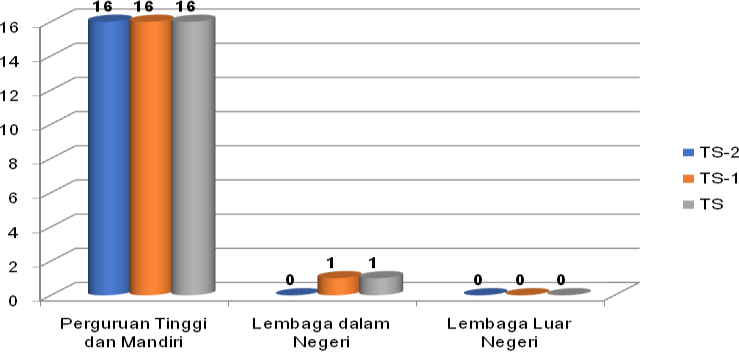 16 16 16
16
14
12
10
8
6
4
2
0
0 1 1
0 0 0
Perguruan Tinggi
dan Mandiri
Lembaga dalam
Negeri
Lembaga Luar
Negeri
TS-2
TS-1
TS